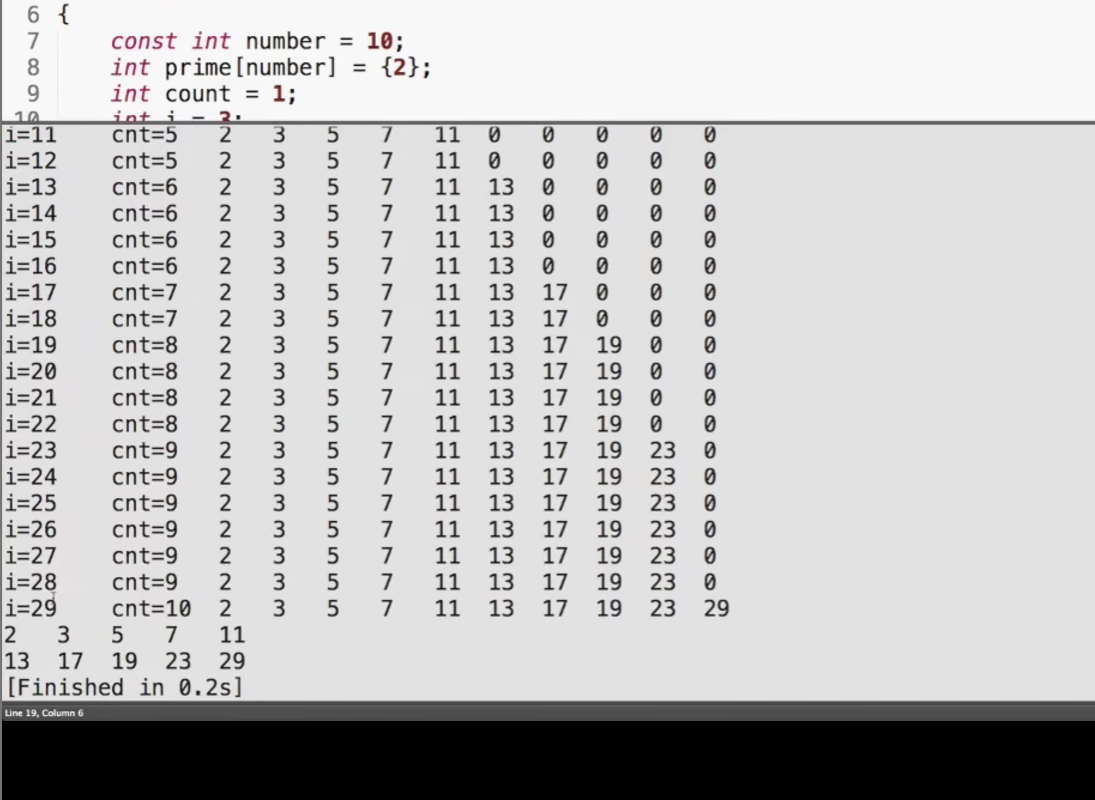 6 {
7 const int number = 10;
8 int prime[number] = {2};
9 int count = 1;
10 int i = 3;
i=11 cnt=5 2 3 5 7 11 0 0 0 0 0
i=12 cnt=5 2 3 5 7 11 0 0 0 0 0
i=13 cnt=6 2 3 5 7 11 13 0 0 0 0
i=14 cnt=6 2 3 5 7 11 13 0 0 0 0
i=15 cnt=6 2 3 5 7 11 13 0 0 0 0
i=16 cnt=6 2 3 5 7 11 13 0 0 0 0
i=17 cnt=7 2 3 5 7 11 13 17 0 0 0
i=18 cnt=7 2 3 5 7 11 13 17 0 0 0
i=19 cnt=8 2 3 5 7 11 13 17 19 0 0
i=20 cnt=8 2 3 5 7 11 13 17 19 0 0
i=21 cnt=8 2 3 5 7 11 13 17 19 0 0
i=22 cnt=8 2 3 5 7 11 13 17 19 0 0
i=23 cnt=9 2 3 5 7 11 13 17 19 23 0
i=24 cnt=9 2 3 5 7 11 13 17 19 23 0
i=25 cnt=9 2 3 5 7 11 13 17 19 23 0
i=26 cnt=9 2 3 5 7 11 13 17 19 23 0
i=27 cnt=9 2 3 5 7 11 13 17 19 23 0
i=28 cnt=9 2 3 5 7 11 13 17 19 23 0
i=29 cnt=10 2 3 5 7 11 13 17 19 23 29
2 3 5 7 11
13 17 19 23 29
[Finished in 0.2s]
Line 19, Column 6